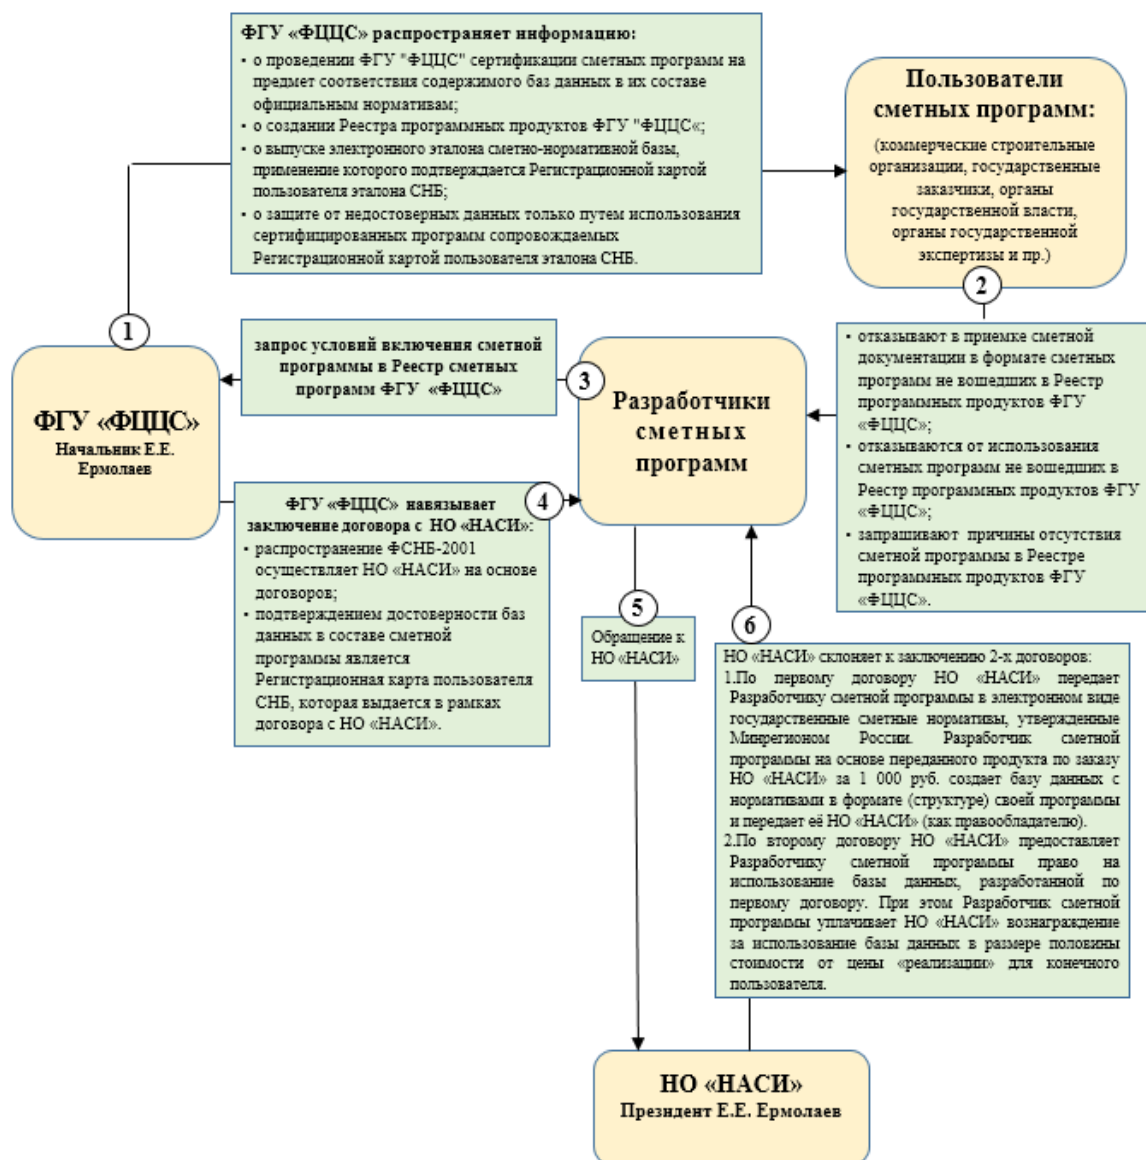 ФГУ «ФЦЦС» распространяет информацию:
• о проведении ФГУ "ФЦЦС" сертификации сметных программ на
предмет соответствия содержимого баз данных в их составе
официальным нормативам;
• о создании Реестра программных продуктов ФГУ "ФЦЦС«;
• о выпуске электронного эталона сметно-нормативной базы,
применение которого подтверждается Регистрационной картой
пользователя эталона СНБ;
• о защите от недостоверных данных только путем использования
сертифицированных программ сопровождаемых
Регистрационной картой пользователя эталона СНБ.
Пользователи
сметных программ:
(коммерческие строительные
организации, государственные
заказчики, органы
государственной власти,
органы государственной
экспертизы и пр.)
2
1
ФГУ «ФЦЦС»
Начальник Е.Е.
Ермолаев
запрос условий включения сметной
программы в Реестр сметных
программ ФГУ «ФЦЦС»
3
Разработчики
сметных
программ
• отказывают в приемке сметной
документации в формате сметных
программ не вошедших в Реестр
программных продуктов ФГУ
«ФЦЦС»;
• отказываются от использования
сметных программ не вошедших в
Реестр программных продуктов ФГУ
«ФЦЦС»;
• запрашивают причины отсутствия
сметной программы в Реестре
программных продуктов ФГУ
«ФЦЦС».
4
ФГУ «ФЦЦС» навязывает
заключение договора с НО «НАСИ»:
• распространение ФСНБ-2001
осуществляет НО «НАСИ» на основе
договоров;
• подтверждением достоверности баз
данных в составе сметной
программы является
Регистрационная карта пользователя
СНБ, которая выдается в рамках
договора с НО «НАСИ».
5
Обращение к
НО «НАСИ»
6
НО «НАСИ» склоняет к заключению 2-х договоров:
1.По первому договору НО «НАСИ» передает
Разработчику сметной программы в электронном виде
государственные сметные нормативы, утвержденные
Минрегионом России. Разработчик сметной
программы на основе переданного продукта по заказу
НО «НАСИ» за 1 000 руб. создает базу данных с
нормативами в формате (структуре) своей программы
и передает её НО «НАСИ» (как правообладателю).
2.По второму договору НО «НАСИ» предоставляет
Разработчику сметной программы право на
использование базы данных, разработанной по
первому договору. При этом Разработчик сметной
программы уплачивает НО «НАСИ» вознаграждение
за использование базы данных в размере половины
стоимости от цены «реализации» для конечного
пользователя.
НО «НАСИ»
Президент Е.Е. Ермолаев